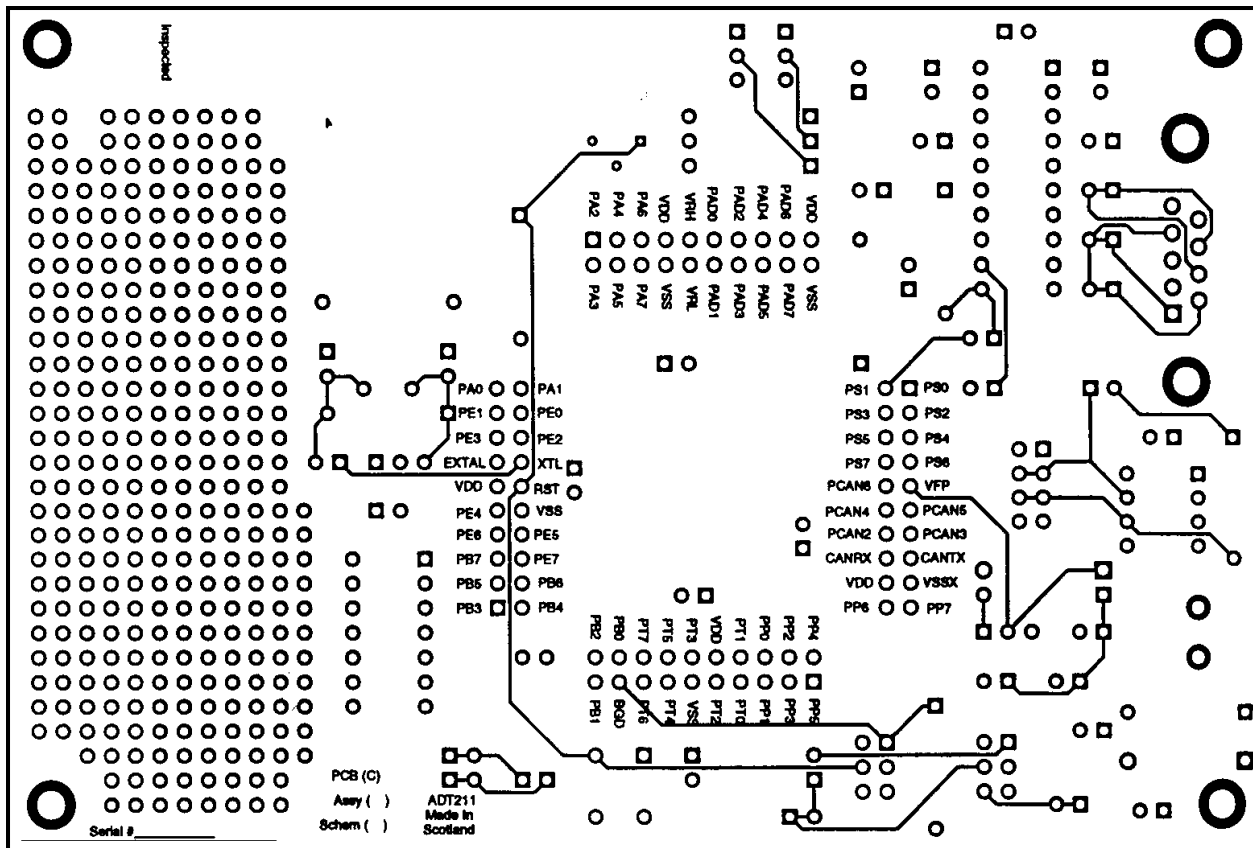 Inspected
PA2 PA4 PA6 VDD VRH PAD0 PAD2 PAD4 PAD6 VDD
PA3 PA5 PA7 VSS VRL PAD1 PAD3 PAD5 PAD7 VSS
PA0 PA1
PE1 PE0
PE3 PE2
EXTAL XTL
VDD RST
PE4 VSS
PE6 PE5
PB7 PE7
PB5 PB6
PB3 PB4
PS1 PS0
PS3 PS2
PS5 PS4
PS7 PS6
PCAN6 VFP
PCAN4 PCAN5
PCAN2 PCAN3
CANRX CANTX
VDD VSSX
PP6 PP7
PB2 PB0 PT7 PT5 PT3 VDD PT1 PP0 PP2 PP4
PB1 BGD PT6 PT4 VSS PT2 PT0 PP1 PP3 PP5
PCB (C)
Assy ( )
Schem ( )
ADT211
Made In
Scotland
Serial #